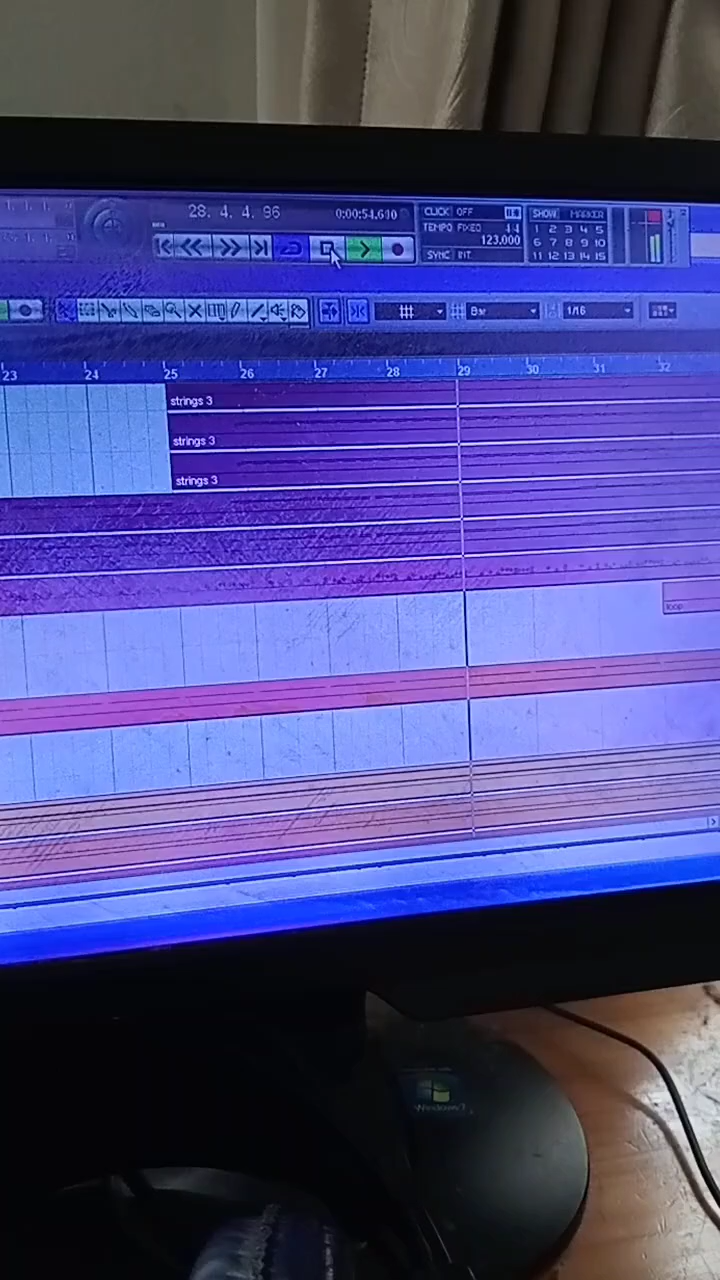 28. 4. 4. 96
0:00:54.610
CLICK OFF
TEMPO FIXED 4/4
123.000
SYNC INT.
SHOW MARKER
1 2 3 4 5
6 7 8 9 10
11 12 13 14 15
Bar
1/16
23 24 25 26 27 28 29 30 31 32
strings 3
strings 3
strings 3
loop
Windows 7